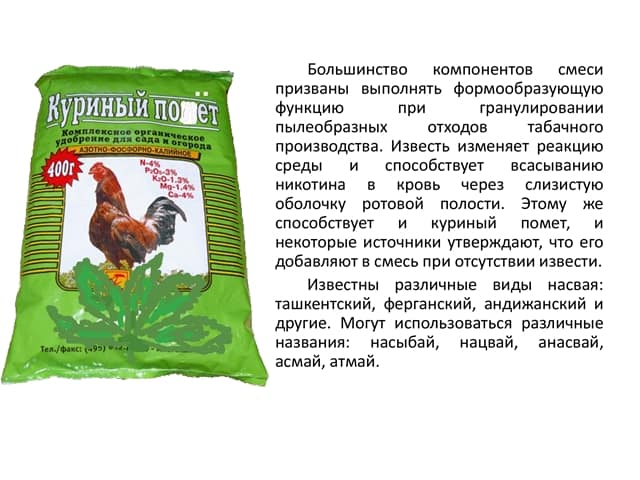 Куриный помёт
Комплексное органическое
удобрение для сада и огорода
АЗОТНО-ФОСФОРНО-КАЛИЙНОЕ
400г
N-4%
P₂O₅-3%
K₂O-1.3%
Mg-1.4%
Ca-4%
Тел./факс: (495)
Большинство компонентов смеси
призваны выполнять формообразующую
функцию при гранулировании
пылеобразных отходов табачного
производства. Известь изменяет реакцию
среды и способствует всасыванию
никотина в кровь через слизистую
оболочку ротовой полости. Этому же
способствует и куриный помет, и
некоторые источники утверждают, что его
добавляют в смесь при отсутствии извести.
Известны различные виды насвая:
ташкентский, ферганский, андижанский и
другие. Могут использоваться различные
названия: насыбай, нацвай, анасвай,
асмай, атмай.